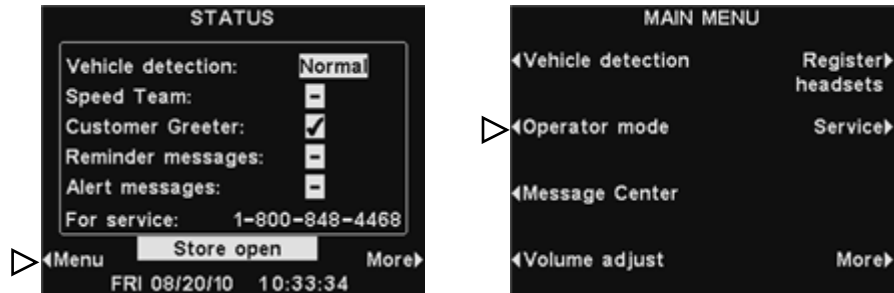 STATUS
Vehicle detection: Normal
Speed Team: –
Customer Greeter: ✓
Reminder messages: –
Alert messages: –
For service: 1-800-848-4468
Store open
Menu More
FRI 08/20/10 10:33:34
MAIN MENU
Vehicle detection Register
headsets
Operator mode Service
Message Center
Volume adjust More